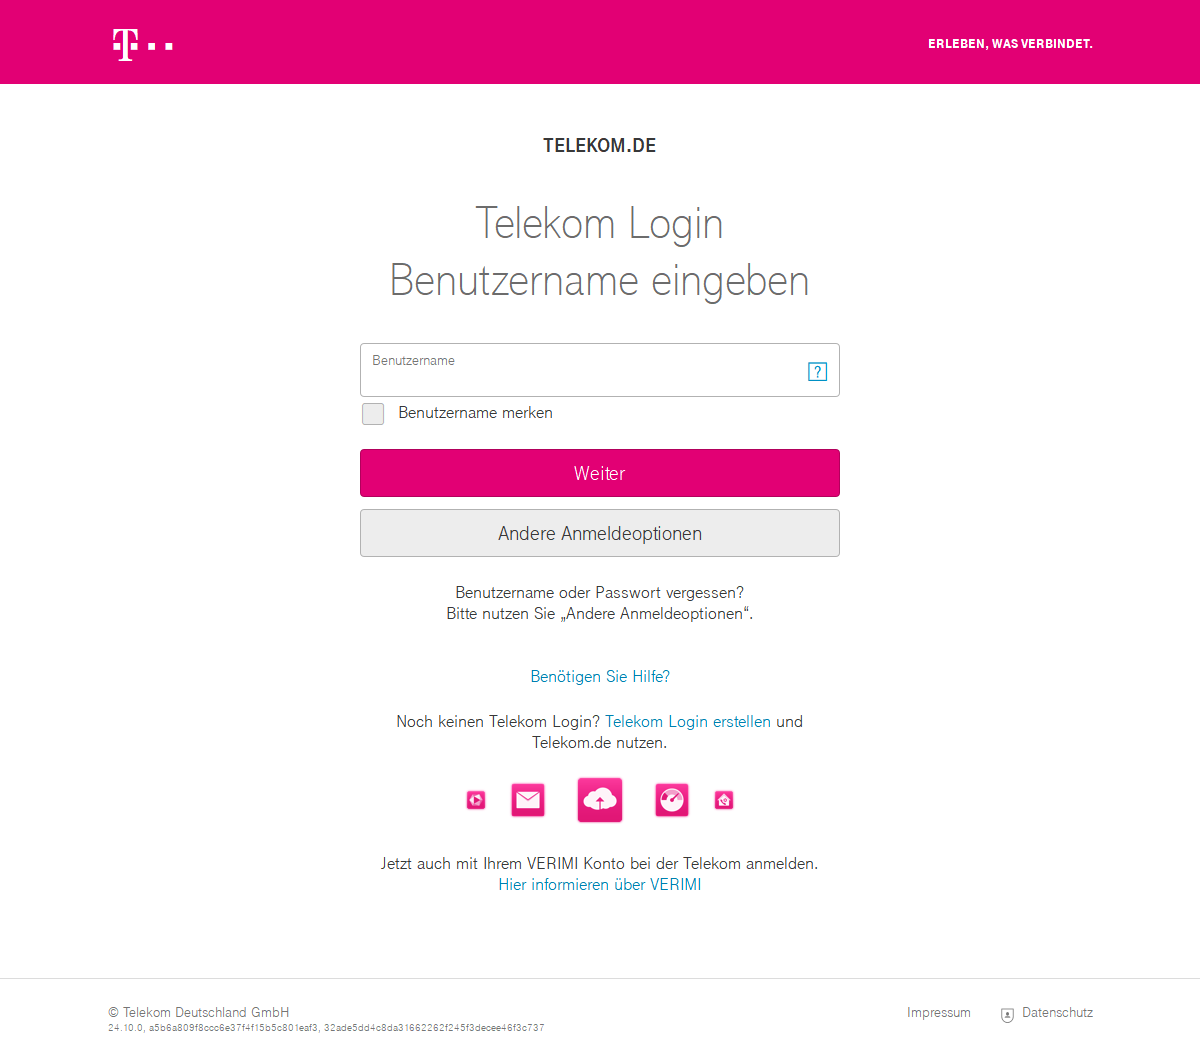 T
ERLEBEN, WAS VERBINDET.
TELEKOM.DE
Telekom Login
Benutzername eingeben
Benutzername
?
Benutzername merken
Weiter
Andere Anmeldeoptionen
Benutzername oder Passwort vergessen?
Bitte nutzen Sie „Andere Anmeldeoptionen“.
Benötigen Sie Hilfe?
Noch keinen Telekom Login? Telekom Login erstellen und
Telekom.de nutzen.
Jetzt auch mit Ihrem VERIMI Konto bei der Telekom anmelden.
Hier informieren über VERIMI
© Telekom Deutschland GmbH
24.10.0, a5b6a809f8ccc6e37f4f15b5c801eaf3, 32ade5dd4c8da31662262f245f3decee46f3c737
Impressum
Datenschutz